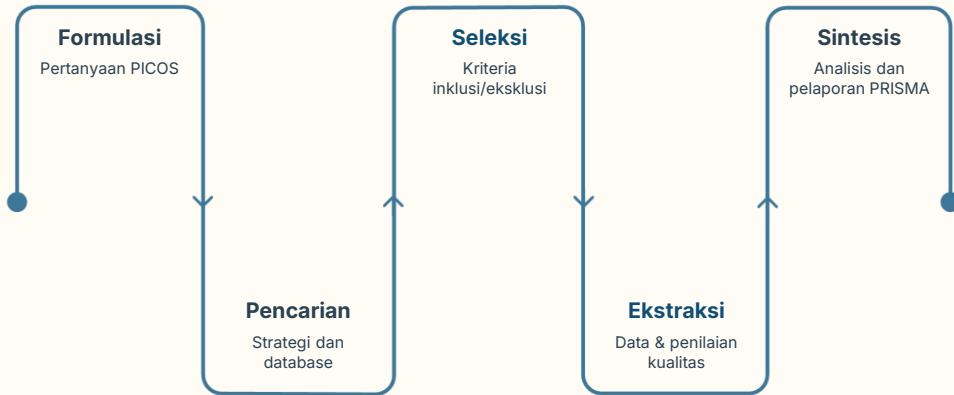 Formulasi
Pertanyaan PICOS
Pencarian
Strategi dan
database
Seleksi
Kriteria
inklusi/eksklusi
Ekstraksi
Data & penilaian
kualitas
Sintesis
Analisis dan
pelaporan PRISMA